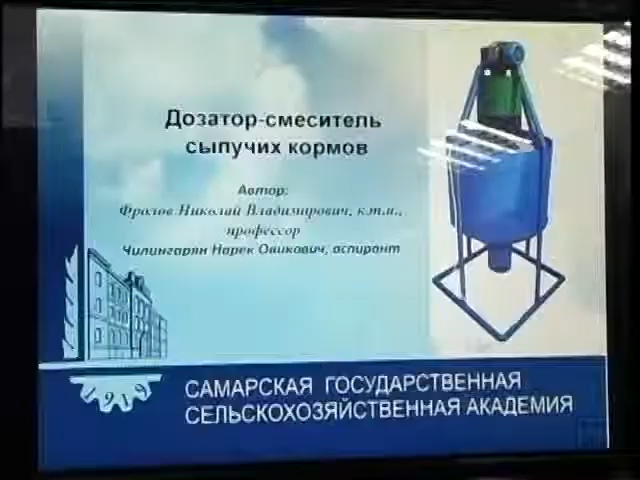 Дозатор-смеситель
сыпучих кормов
Автор:
Фролов Николай Владимирович, к.т.н.,
профессор
Чилингарян Нарек Овикович, аспирант
1919
САМАРСКАЯ ГОСУДАРСТВЕННАЯ
СЕЛЬСКОХОЗЯЙСТВЕННАЯ АКАДЕМИЯ